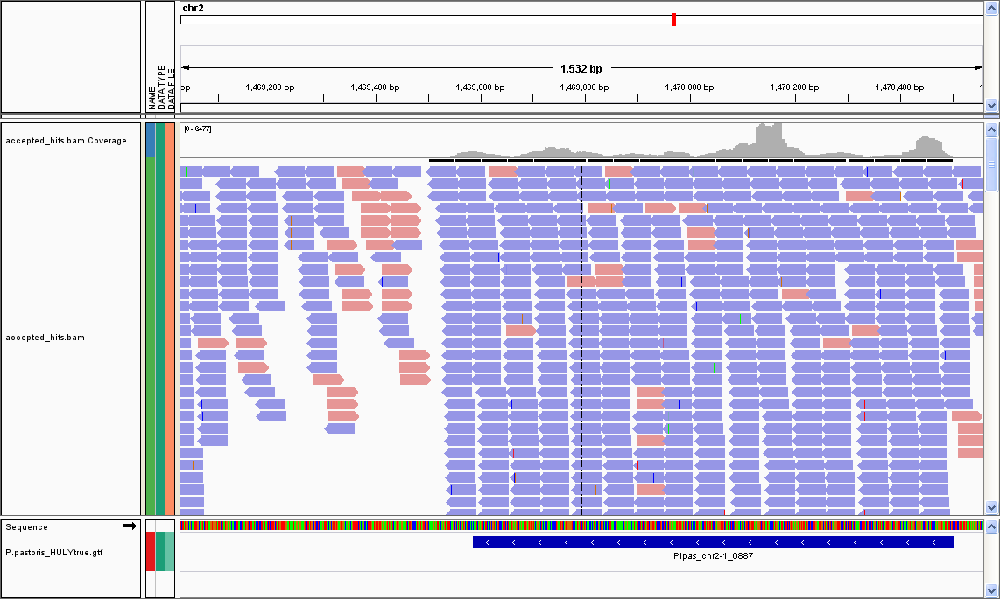 chr2
1,532 bp
NAME
DATA TYPE
DATA FILE
bp
1,469,200 bp
1,469,400 bp
1,469,600 bp
1,469,800 bp
1,470,000 bp
1,470,200 bp
1,470,400 bp
1
accepted_hits.bam Coverage
[0 - 6477]
accepted_hits.bam
Sequence
P.pastoris_HULYtrue.gtf
Pipas_chr2-1_0887